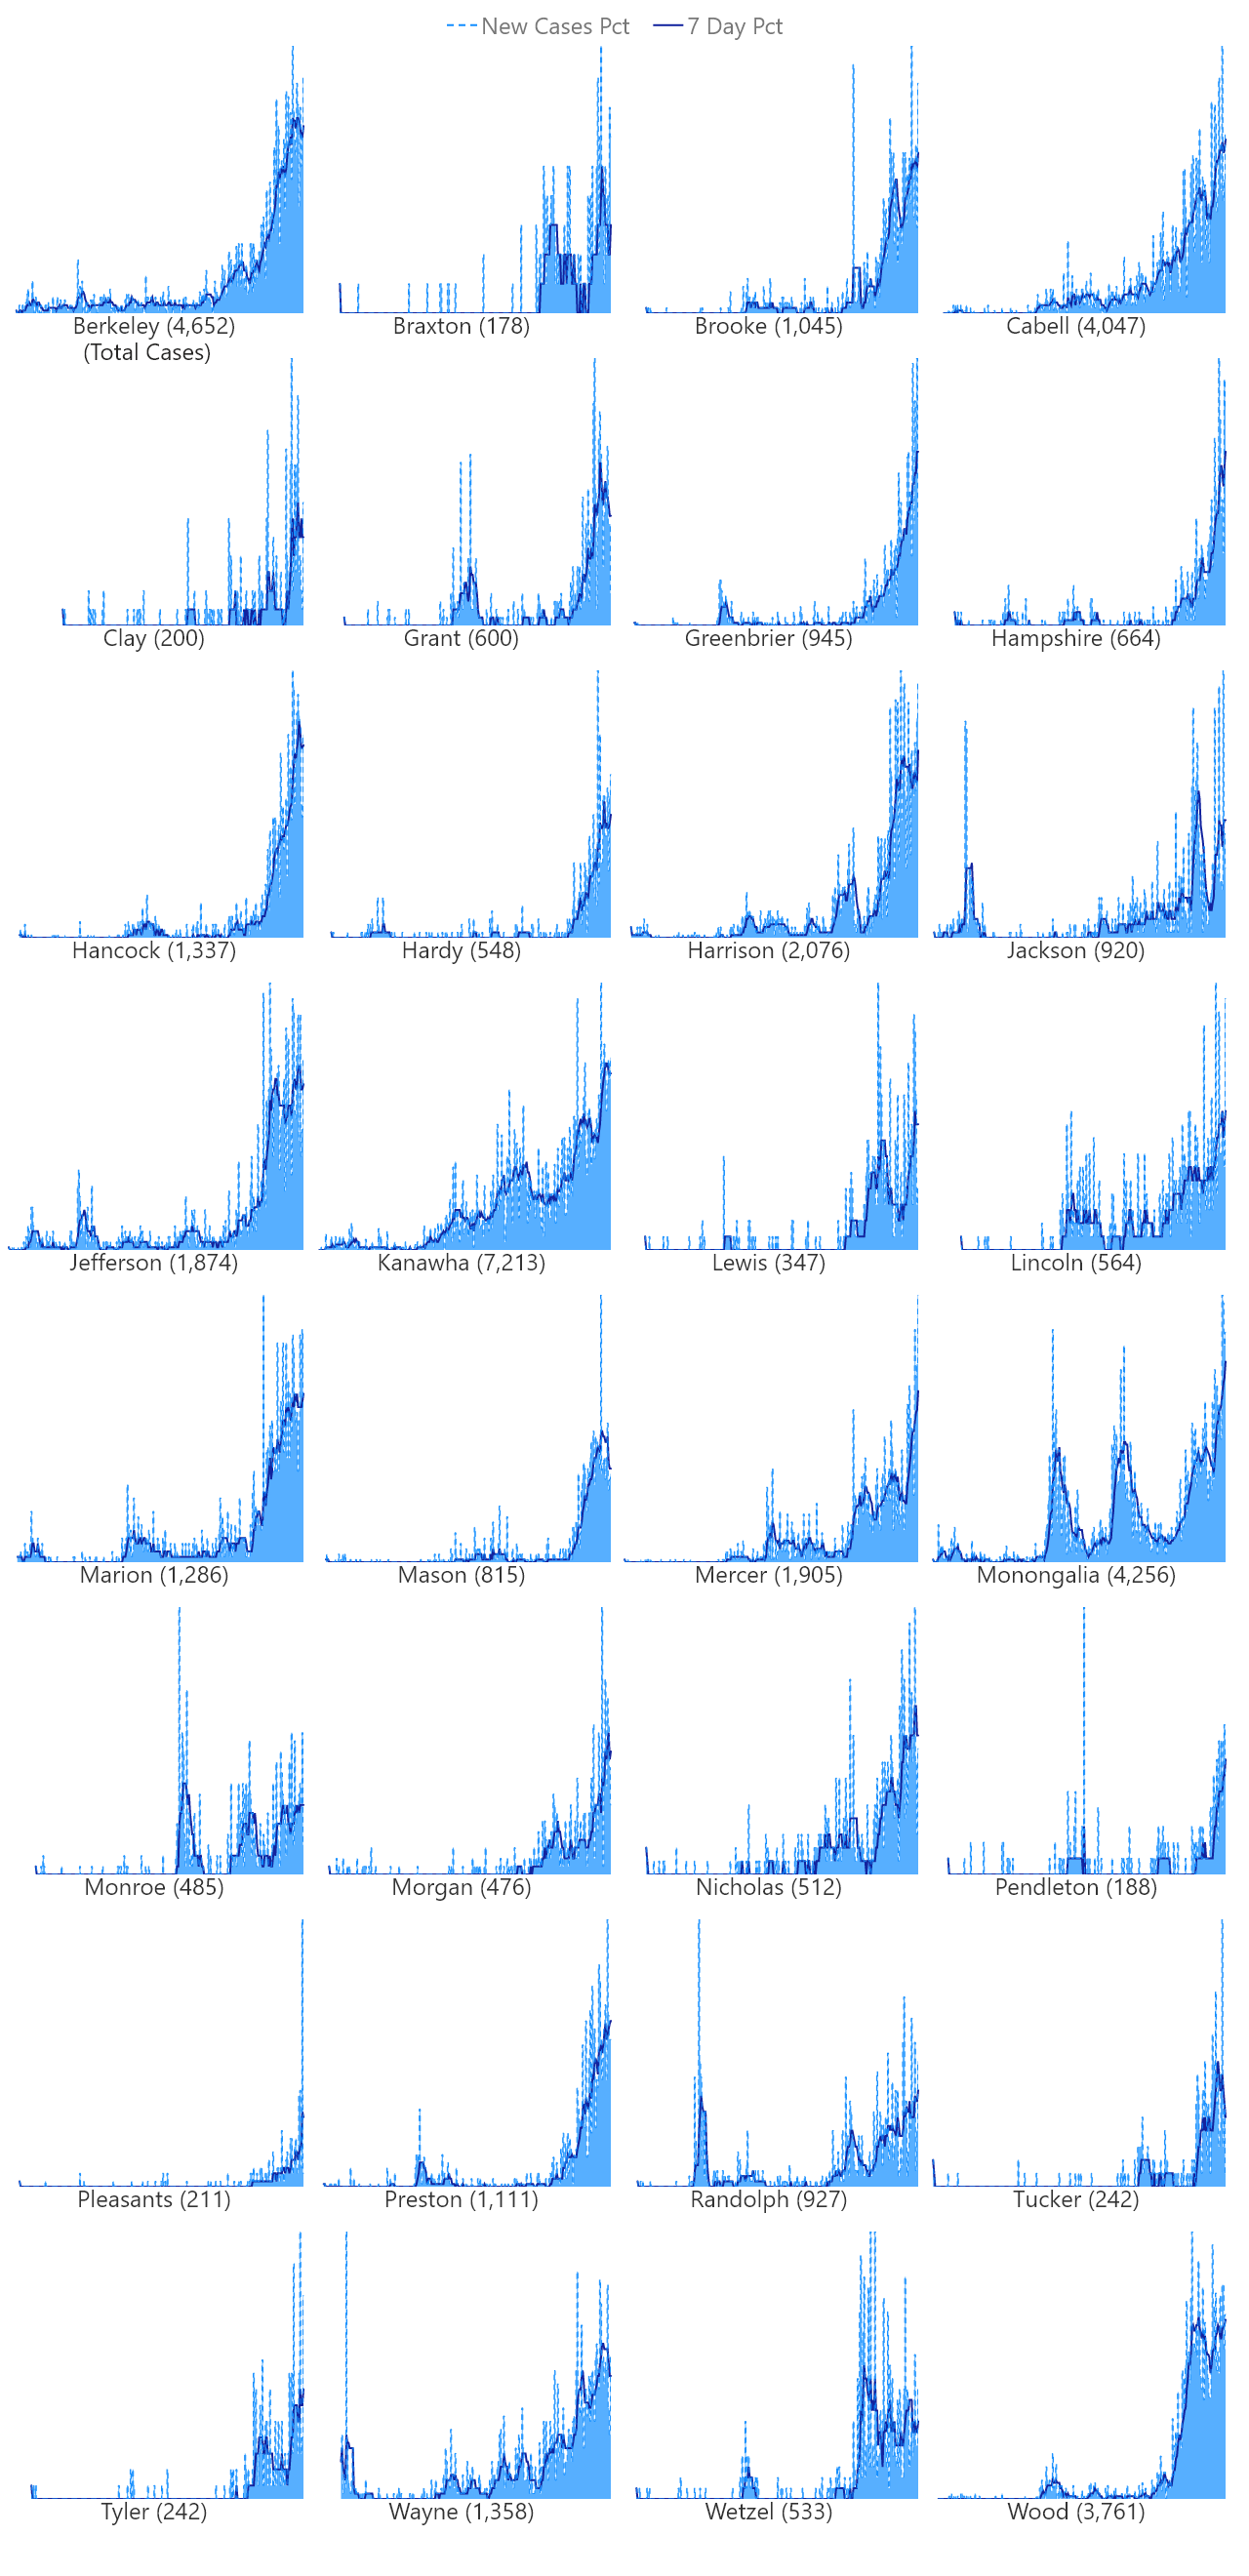 New Cases Pct 7 Day Pct
Berkeley (4,652) Braxton (178) Brooke (1,045) Cabell (4,047)
(Total Cases)
Clay (200) Grant (600) Greenbrier (945) Hampshire (664)
Hancock (1,337) Hardy (548) Harrison (2,076) Jackson (920)
Jefferson (1,874) Kanawha (7,213) Lewis (347) Lincoln (564)
Marion (1,286) Mason (815) Mercer (1,905) Monongalia (4,256)
Monroe (485) Morgan (476) Nicholas (512) Pendleton (188)
Pleasants (211) Preston (1,111) Randolph (927) Tucker (242)
Tyler (242) Wayne (1,358) Wetzel (533) Wood (3,761)